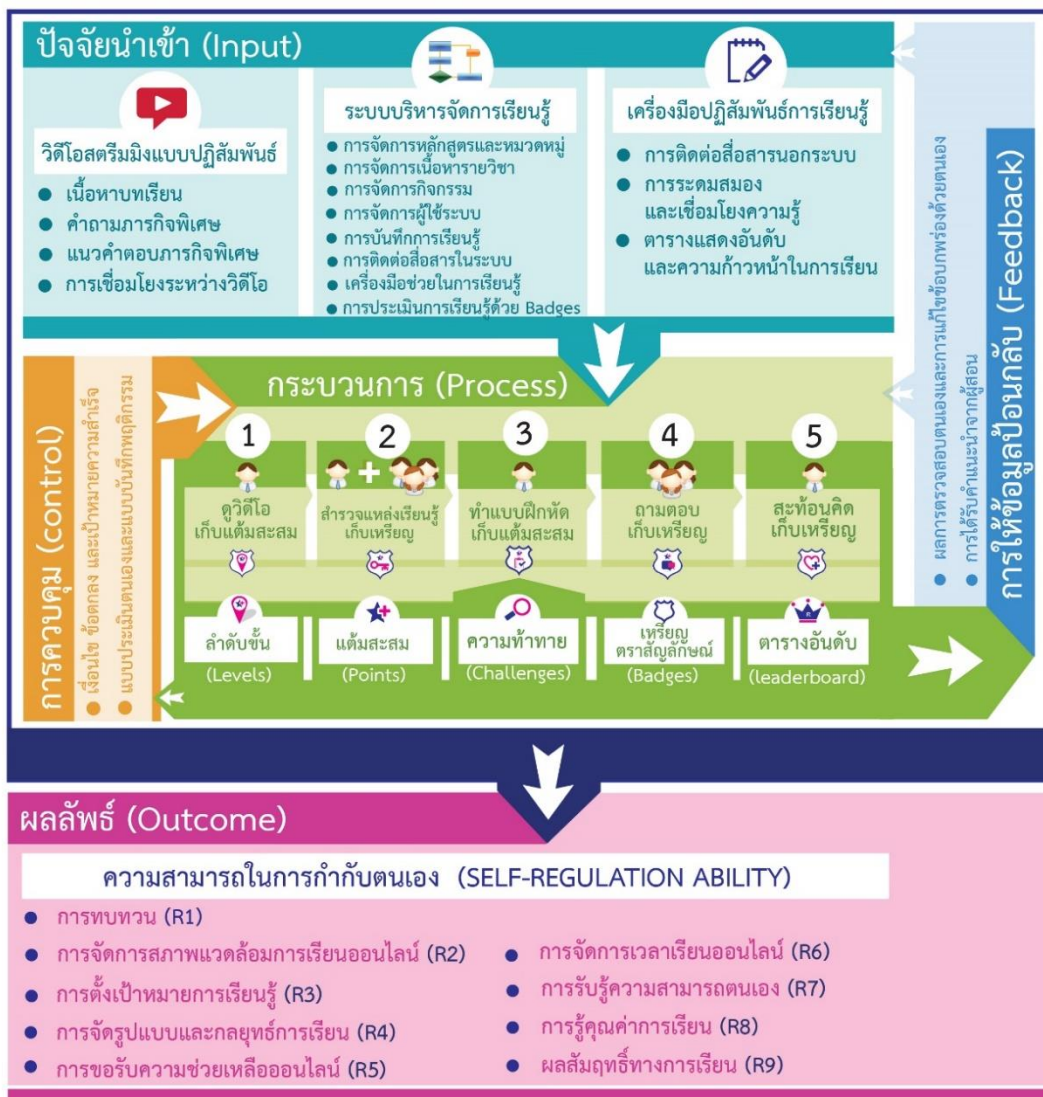 ปัจจัยนำเข้า (Input)
วิดีโอสตรีมมิงแบบปฏิสัมพันธ์
เนื้อหาบทเรียน
คำถามภารกิจพิเศษ
แนวคำตอบภารกิจพิเศษ
การเชื่อมโยงระหว่างวิดีโอ
ระบบบริหารจัดการเรียนรู้
การจัดการหลักสูตรและหมวดหมู่
การจัดการเนื้อหารายวิชา
การจัดการกิจกรรม
การจัดการผู้ใช้ระบบ
การบันทึกการเรียนรู้
การติดต่อสื่อสารในระบบ
เครื่องมือช่วยในการเรียนรู้
การประเมินการเรียนรู้ด้วย Badges
เครื่องมือปฏิสัมพันธ์การเรียนรู้
การติดต่อสื่อสารนอกระบบ
การระดมสมอง
และเชื่อมโยงความรู้
ตารางแสดงอันดับ
และความก้าวหน้าในการเรียน
การให้ข้อมูลป้อนกลับ (Feedback)
ผลการตรวจสอบตนเองและการแก้ไขข้อบกพร่องด้วยตนเอง
การได้รับคำแนะนำจากผู้สอน
การควบคุม (control)
เงื่อนไข ข้อตกลง และเป้าหมายความสำเร็จ
แบบประเมินตนเองและแบบบันทึกพฤติกรรม
กระบวนการ (Process)
1
2
3
4
5
ดูวิดีโอ
เก็บแต้มสะสม
สำรวจแหล่งเรียนรู้
เก็บเหรียญ
ทำแบบฝึกหัด
เก็บแต้มสะสม
ถามตอบ
เก็บเหรียญ
สะท้อนคิด
เก็บเหรียญ
ลำดับขั้น
(Levels)
แต้มสะสม
(Points)
ความท้าทาย
(Challenges)
เหรียญ
ตราสัญลักษณ์
(Badges)
ตารางอันดับ
(leaderboard)
ผลลัพธ์ (Outcome)
ความสามารถในการกำกับตนเอง (SELF-REGULATION ABILITY)
การทบทวน (R1)
การจัดการสภาพแวดล้อมการเรียนออนไลน์ (R2)
การตั้งเป้าหมายการเรียนรู้ (R3)
การจัดรูปแบบและกลยุทธ์การเรียน (R4)
การขอรับความช่วยเหลือออนไลน์ (R5)
การจัดการเวลาเรียนออนไลน์ (R6)
การรับรู้ความสามารถตนเอง (R7)
การรู้คุณค่าการเรียน (R8)
ผลสัมฤทธิ์ทางการเรียน (R9)